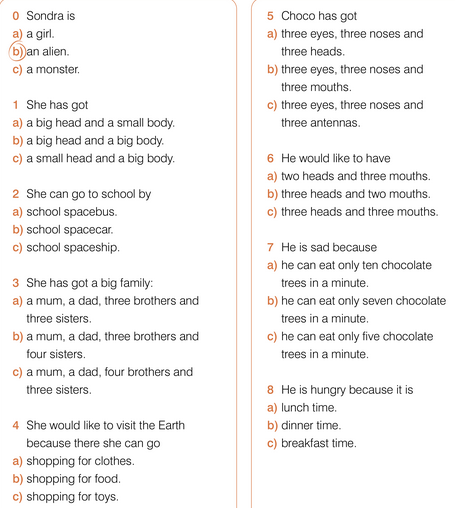 0 Sondra is
a) a girl.
b) an alien.
c) a monster.
1 She has got
a) a big head and a small body.
b) a big head and a big body.
c) a small head and a big body.
2 She can go to school by
a) school spacebus.
b) school spacecar.
c) school spaceship.
3 She has got a big family:
a) a mum, a dad, three brothers and
three sisters.
b) a mum, a dad, three brothers and
four sisters.
c) a mum, a dad, four brothers and
three sisters.
4 She would like to visit the Earth
because there she can go
a) shopping for clothes.
b) shopping for food.
c) shopping for toys.
5 Choco has got
a) three eyes, three noses and
three heads.
b) three eyes, three noses and
three mouths.
c) three eyes, three noses and
three antennas.
6 He would like to have
a) two heads and three mouths.
b) three heads and two mouths.
c) three heads and three mouths.
7 He is sad because
a) he can eat only ten chocolate
trees in a minute.
b) he can eat only seven chocolate
trees in a minute.
c) he can eat only five chocolate
trees in a minute.
8 He is hungry because it is
a) lunch time.
b) dinner time.
c) breakfast time.